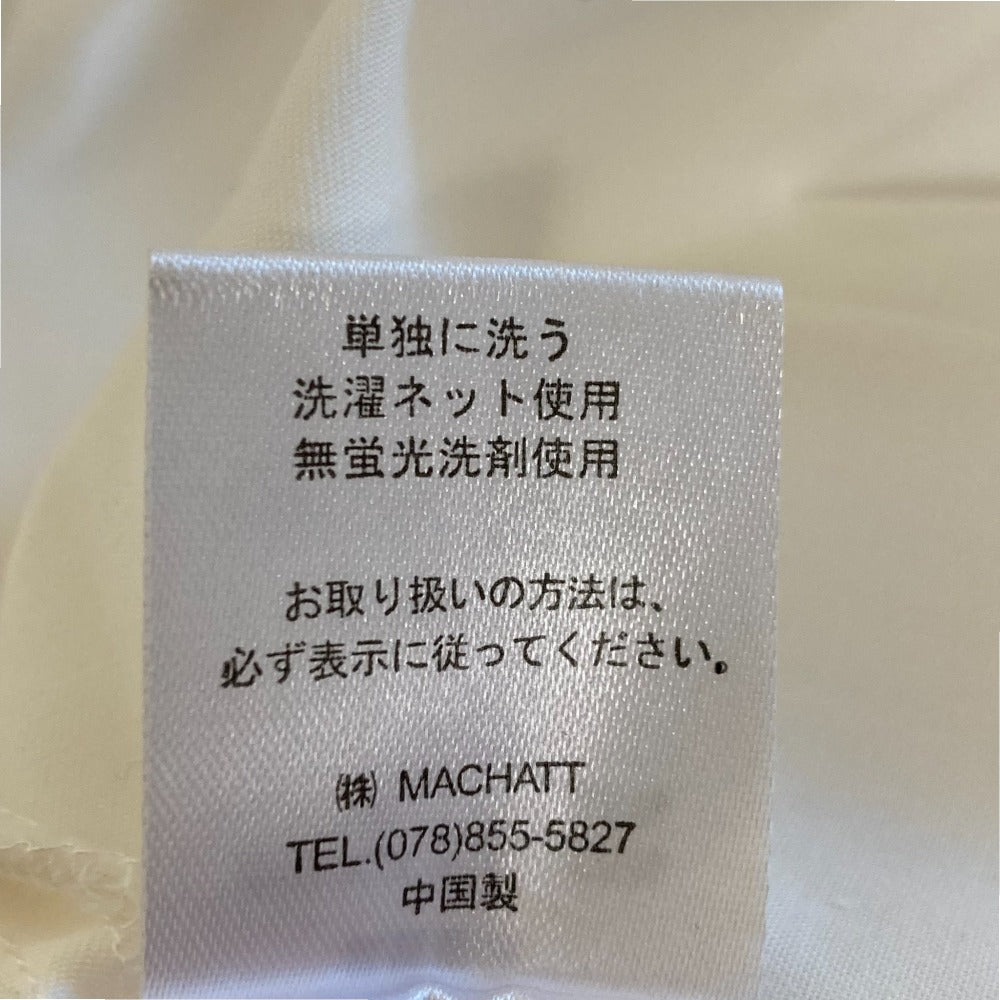 単独に洗う
洗濯ネット使用
無蛍光洗剤使用
お取り扱いの方法は、
必ず表示に従ってください。
㈱ MACHATT
TEL.(078)855-5827
中国製